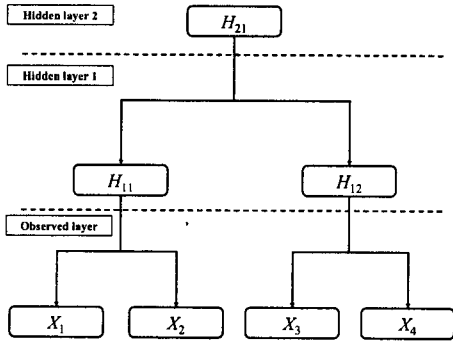 Hidden layer 2
H21
Hidden layer 1
H11
H12
Observed layer
X1
X2
X3
X4